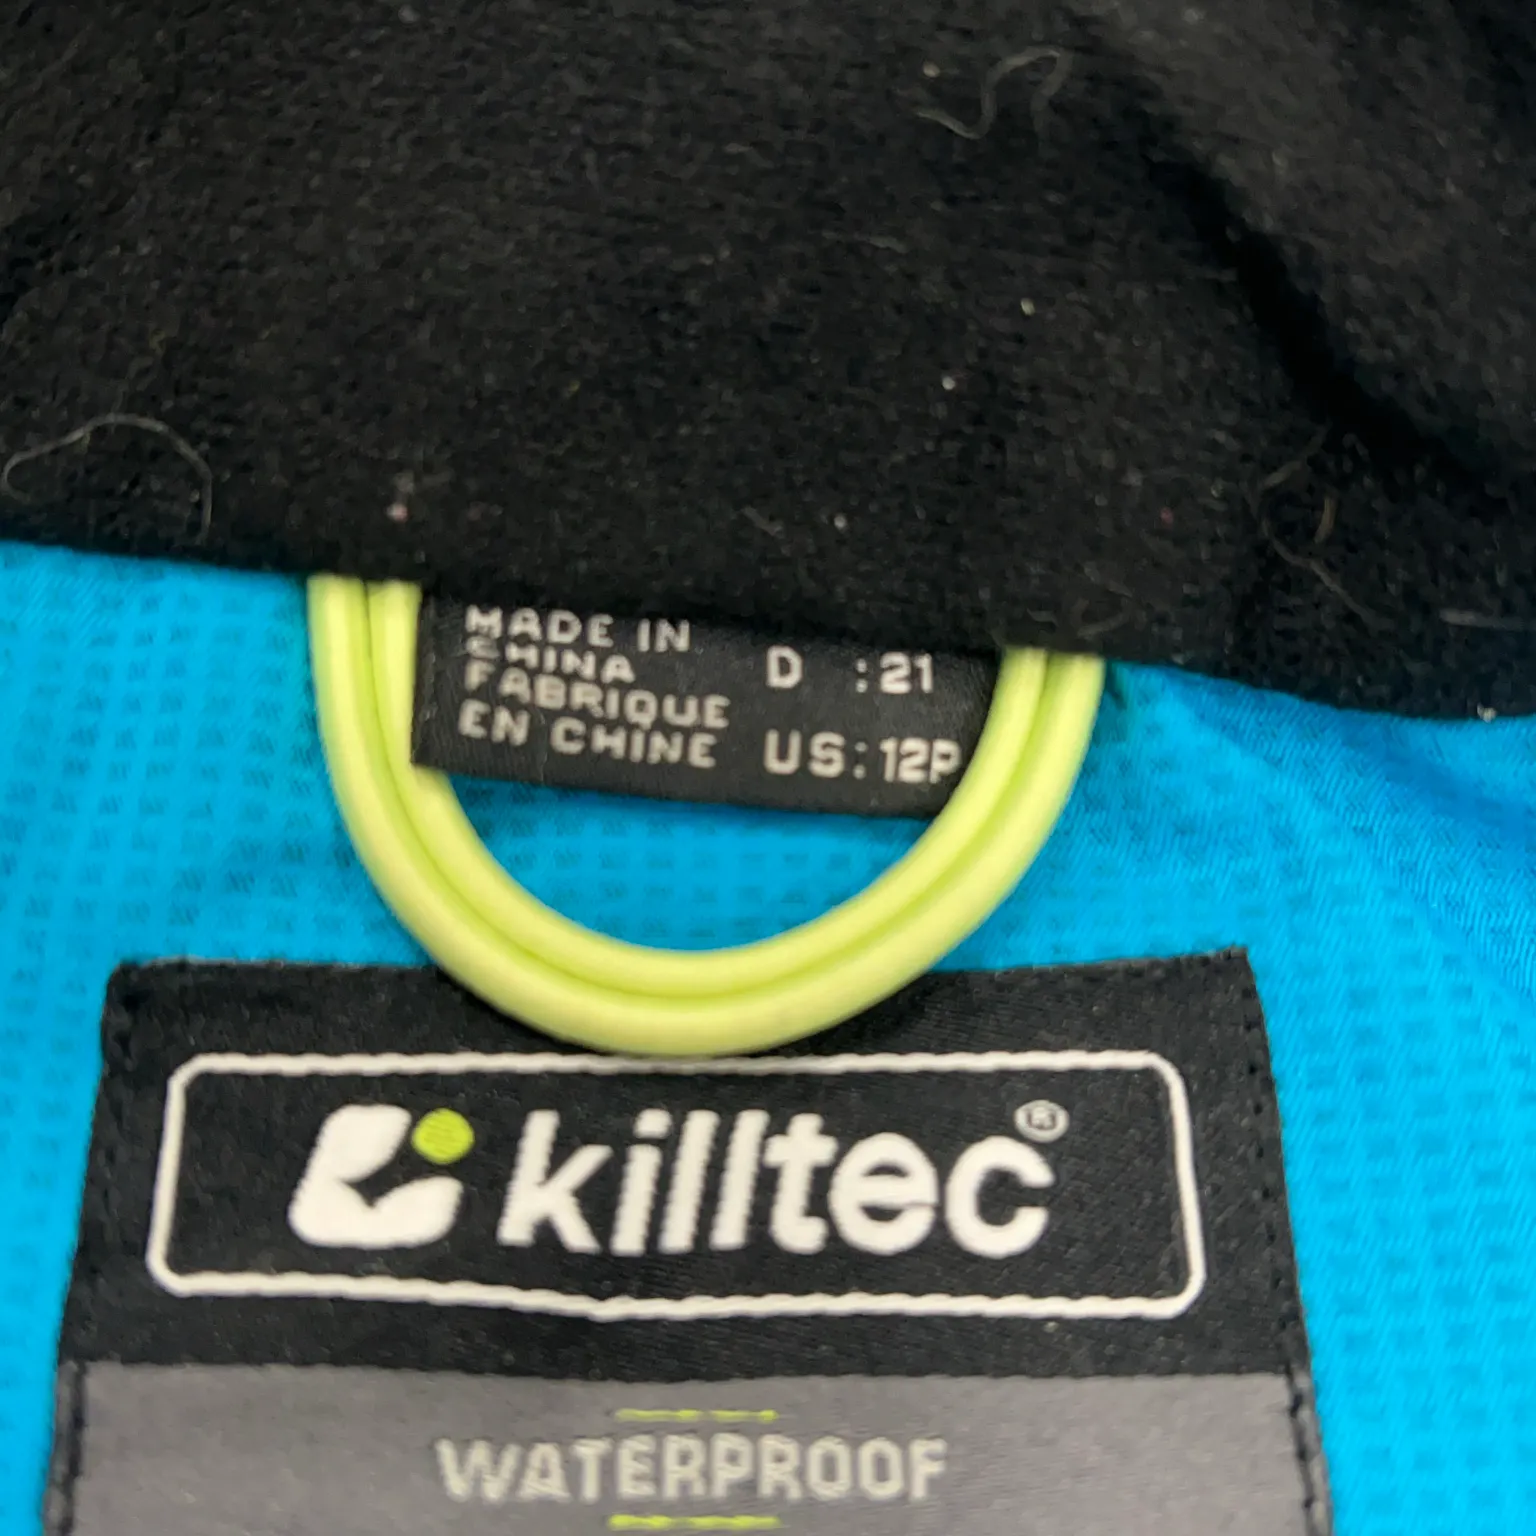 MADE IN
CHINA
FABRIQUE
EN CHINE
D :21
US:12P
killtec®
WATERPROOF